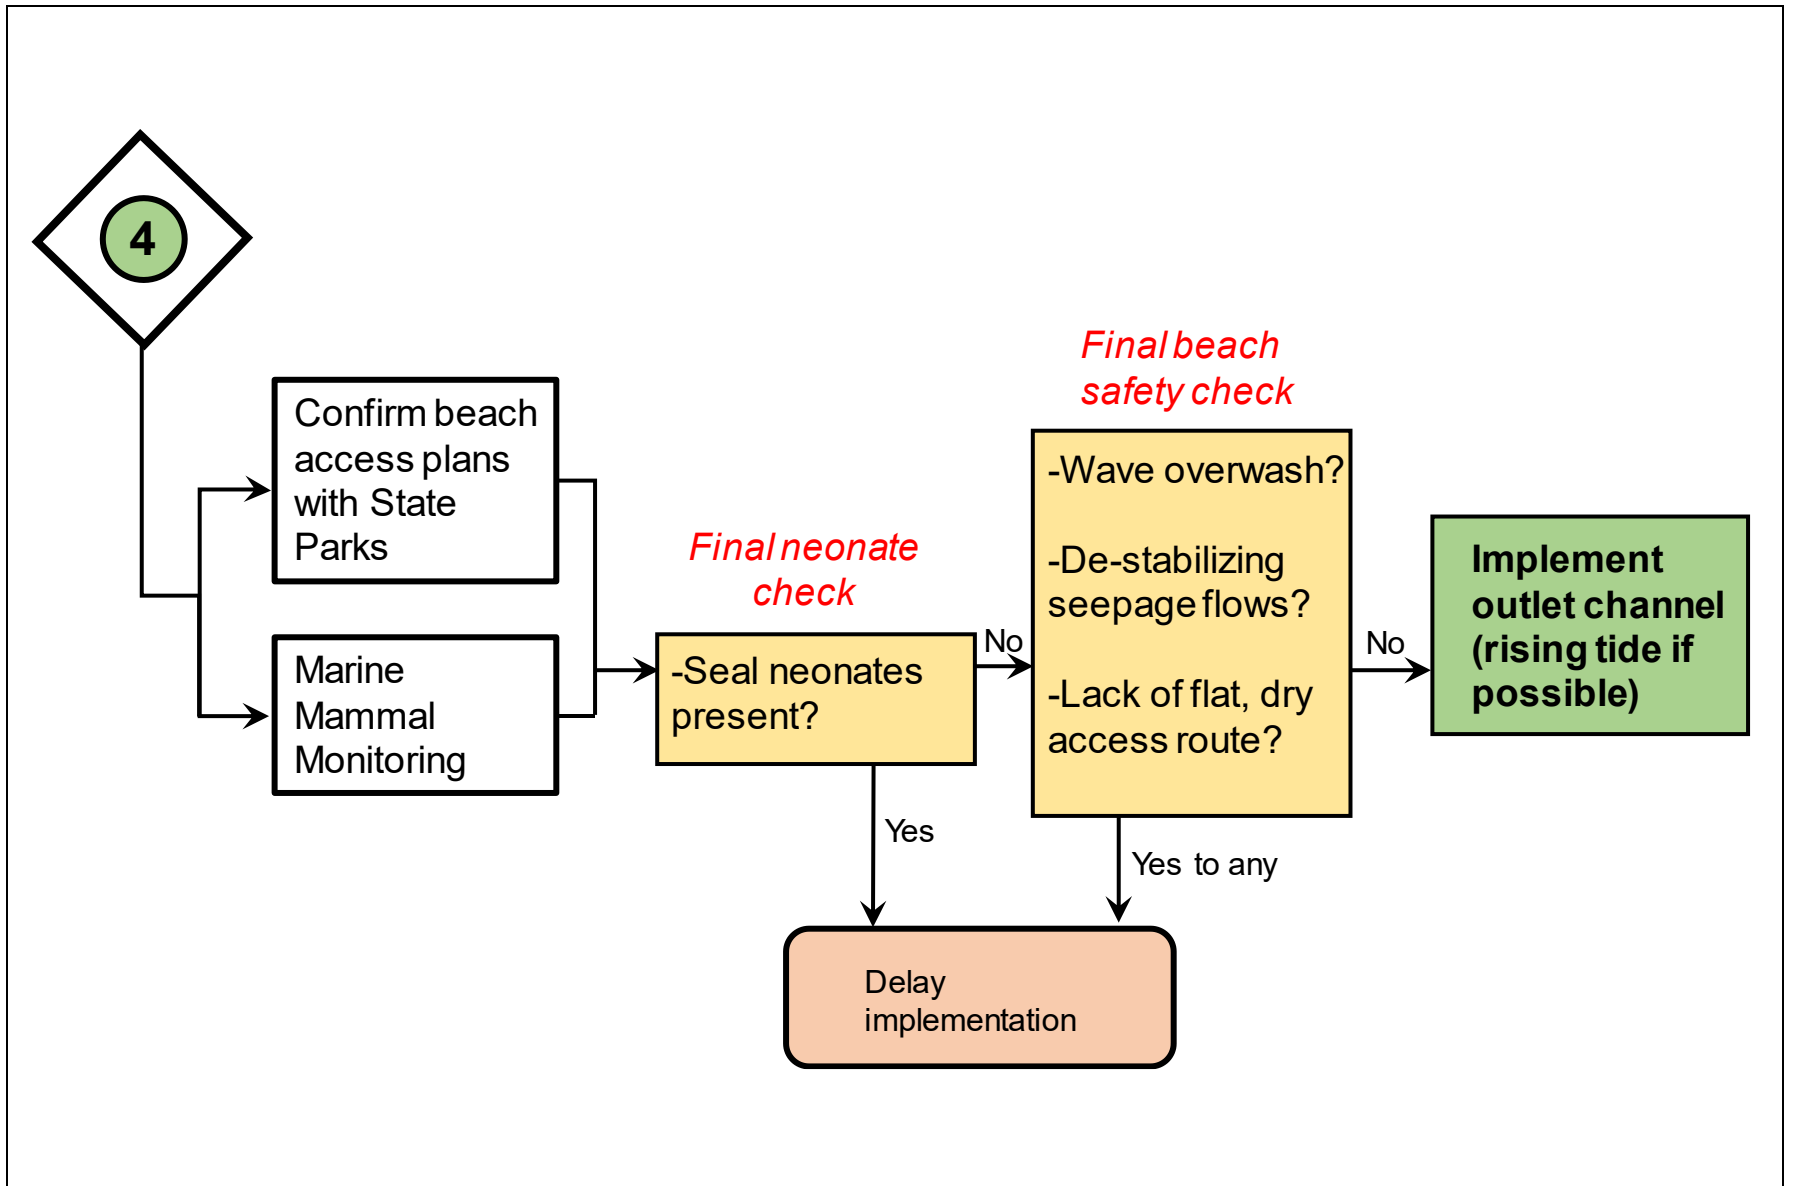 4
Confirm beach
access plans
with State
Parks
Marine
Mammal
Monitoring
Final neonate
check
-Seal neonates
present?
No
Yes
Final beach
safety check
-Wave overwash?
-De-stabilizing
seepage flows?
-Lack of flat, dry
access route?
No
Yes to any
Implement
outlet channel
(rising tide if
possible)
Delay
implementation